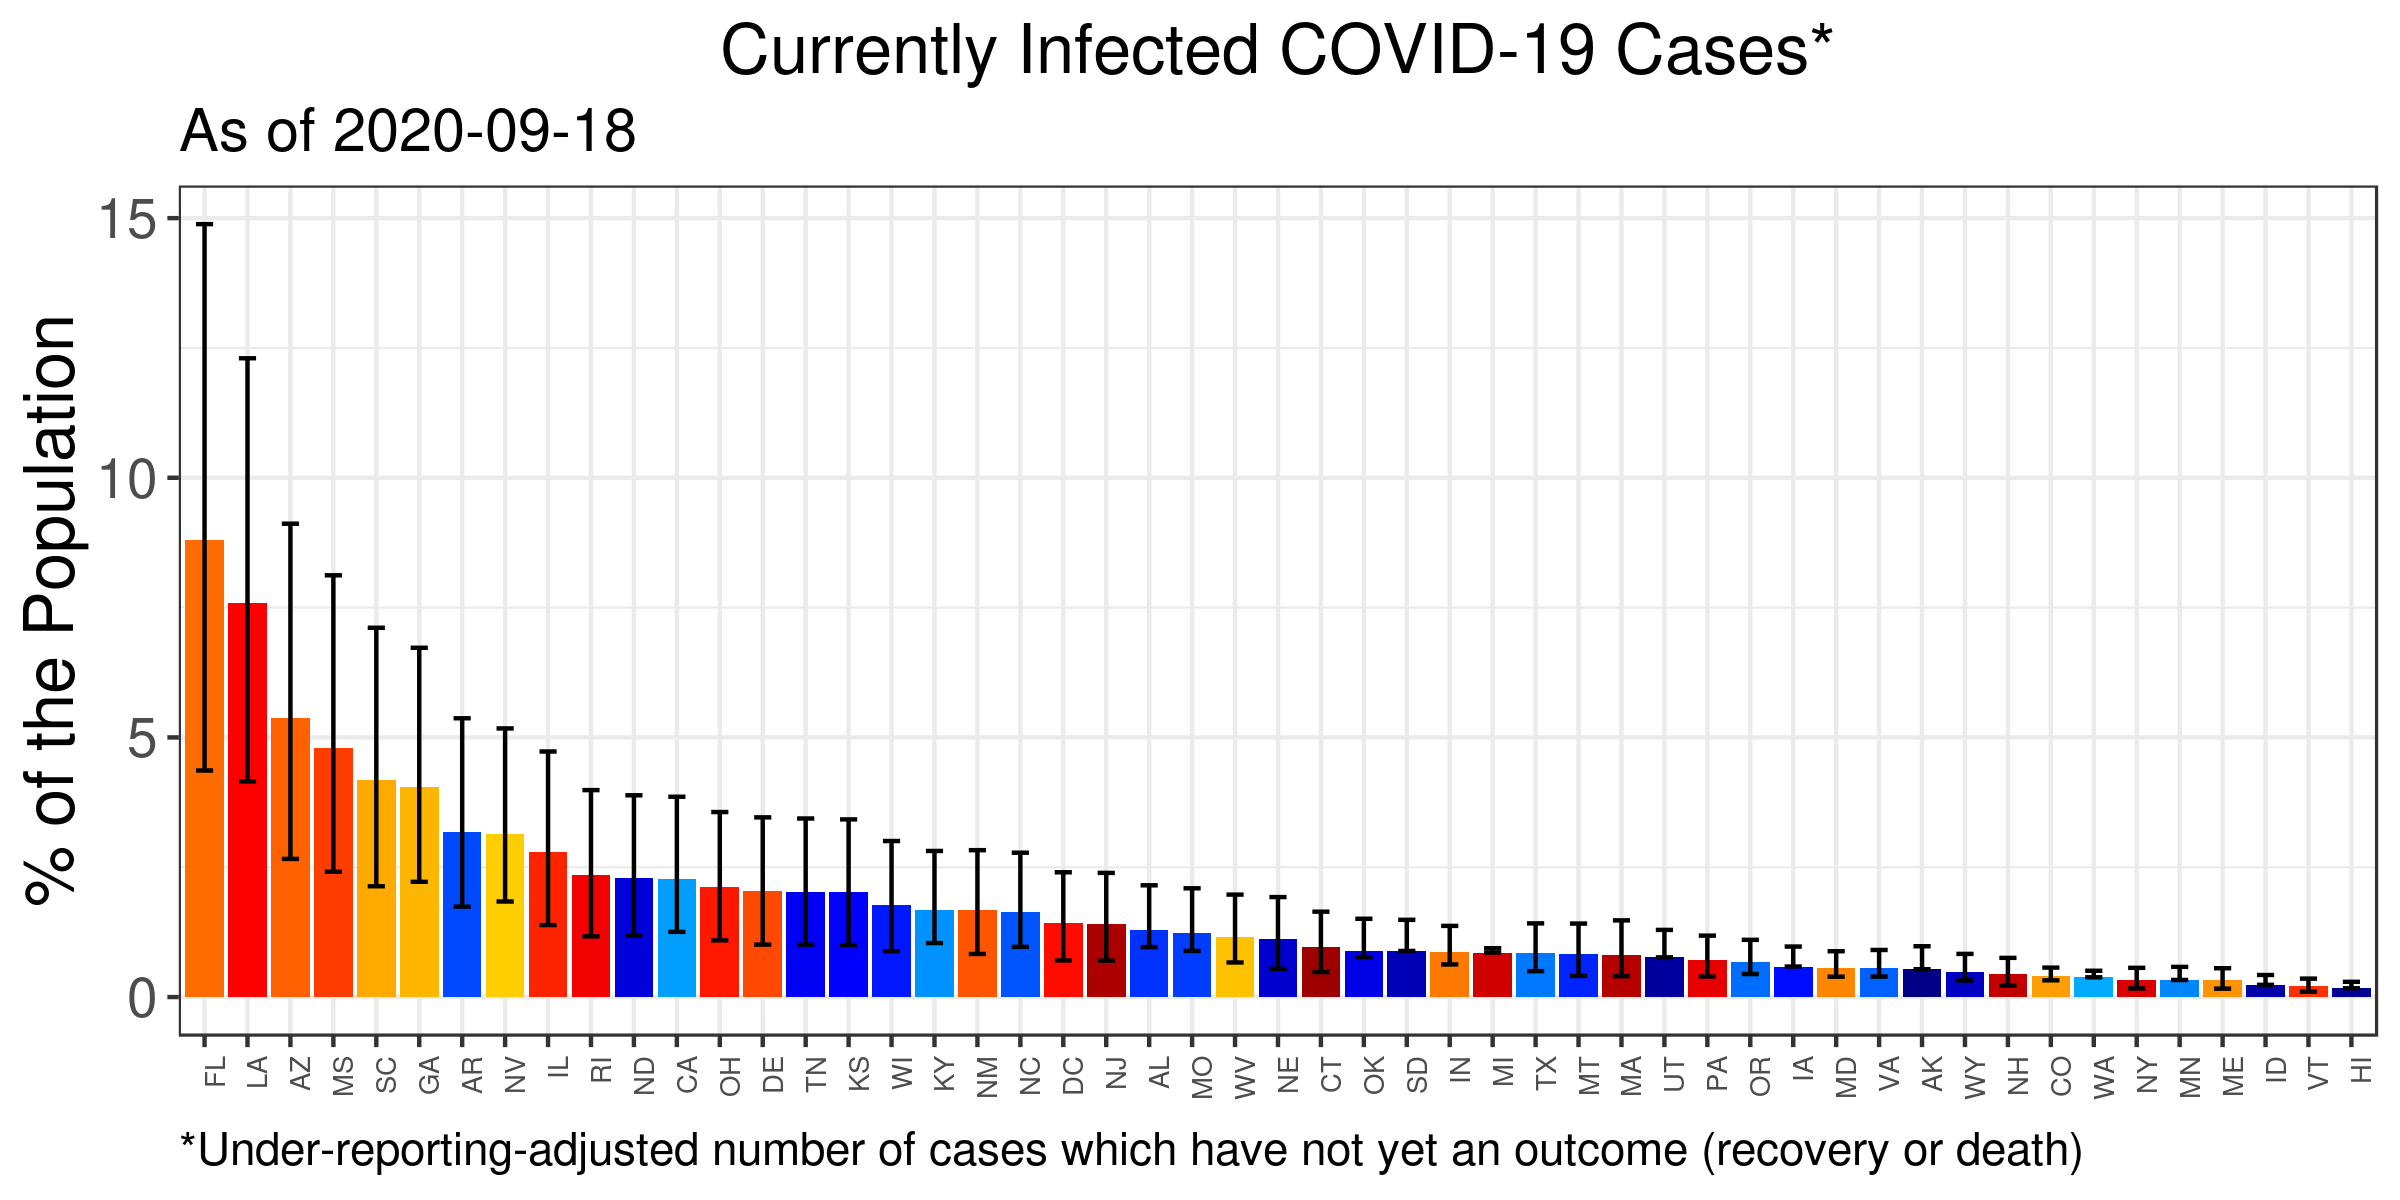 Currently Infected COVID-19 Cases*
As of 2020-09-18
% of the Population
15
10
5
0
FL LA AZ MS SC GA AR NV IL RI ND CA OH DE TN KS WI KY NM NC DC NJ AL MO WV NE CT OK SD IN MI TX MT MA UT PA OR IA MD VA AK WY NH CO WA NY MN ME ID VT HI
*Under-reporting-adjusted number of cases which have not yet an outcome (recovery or death)